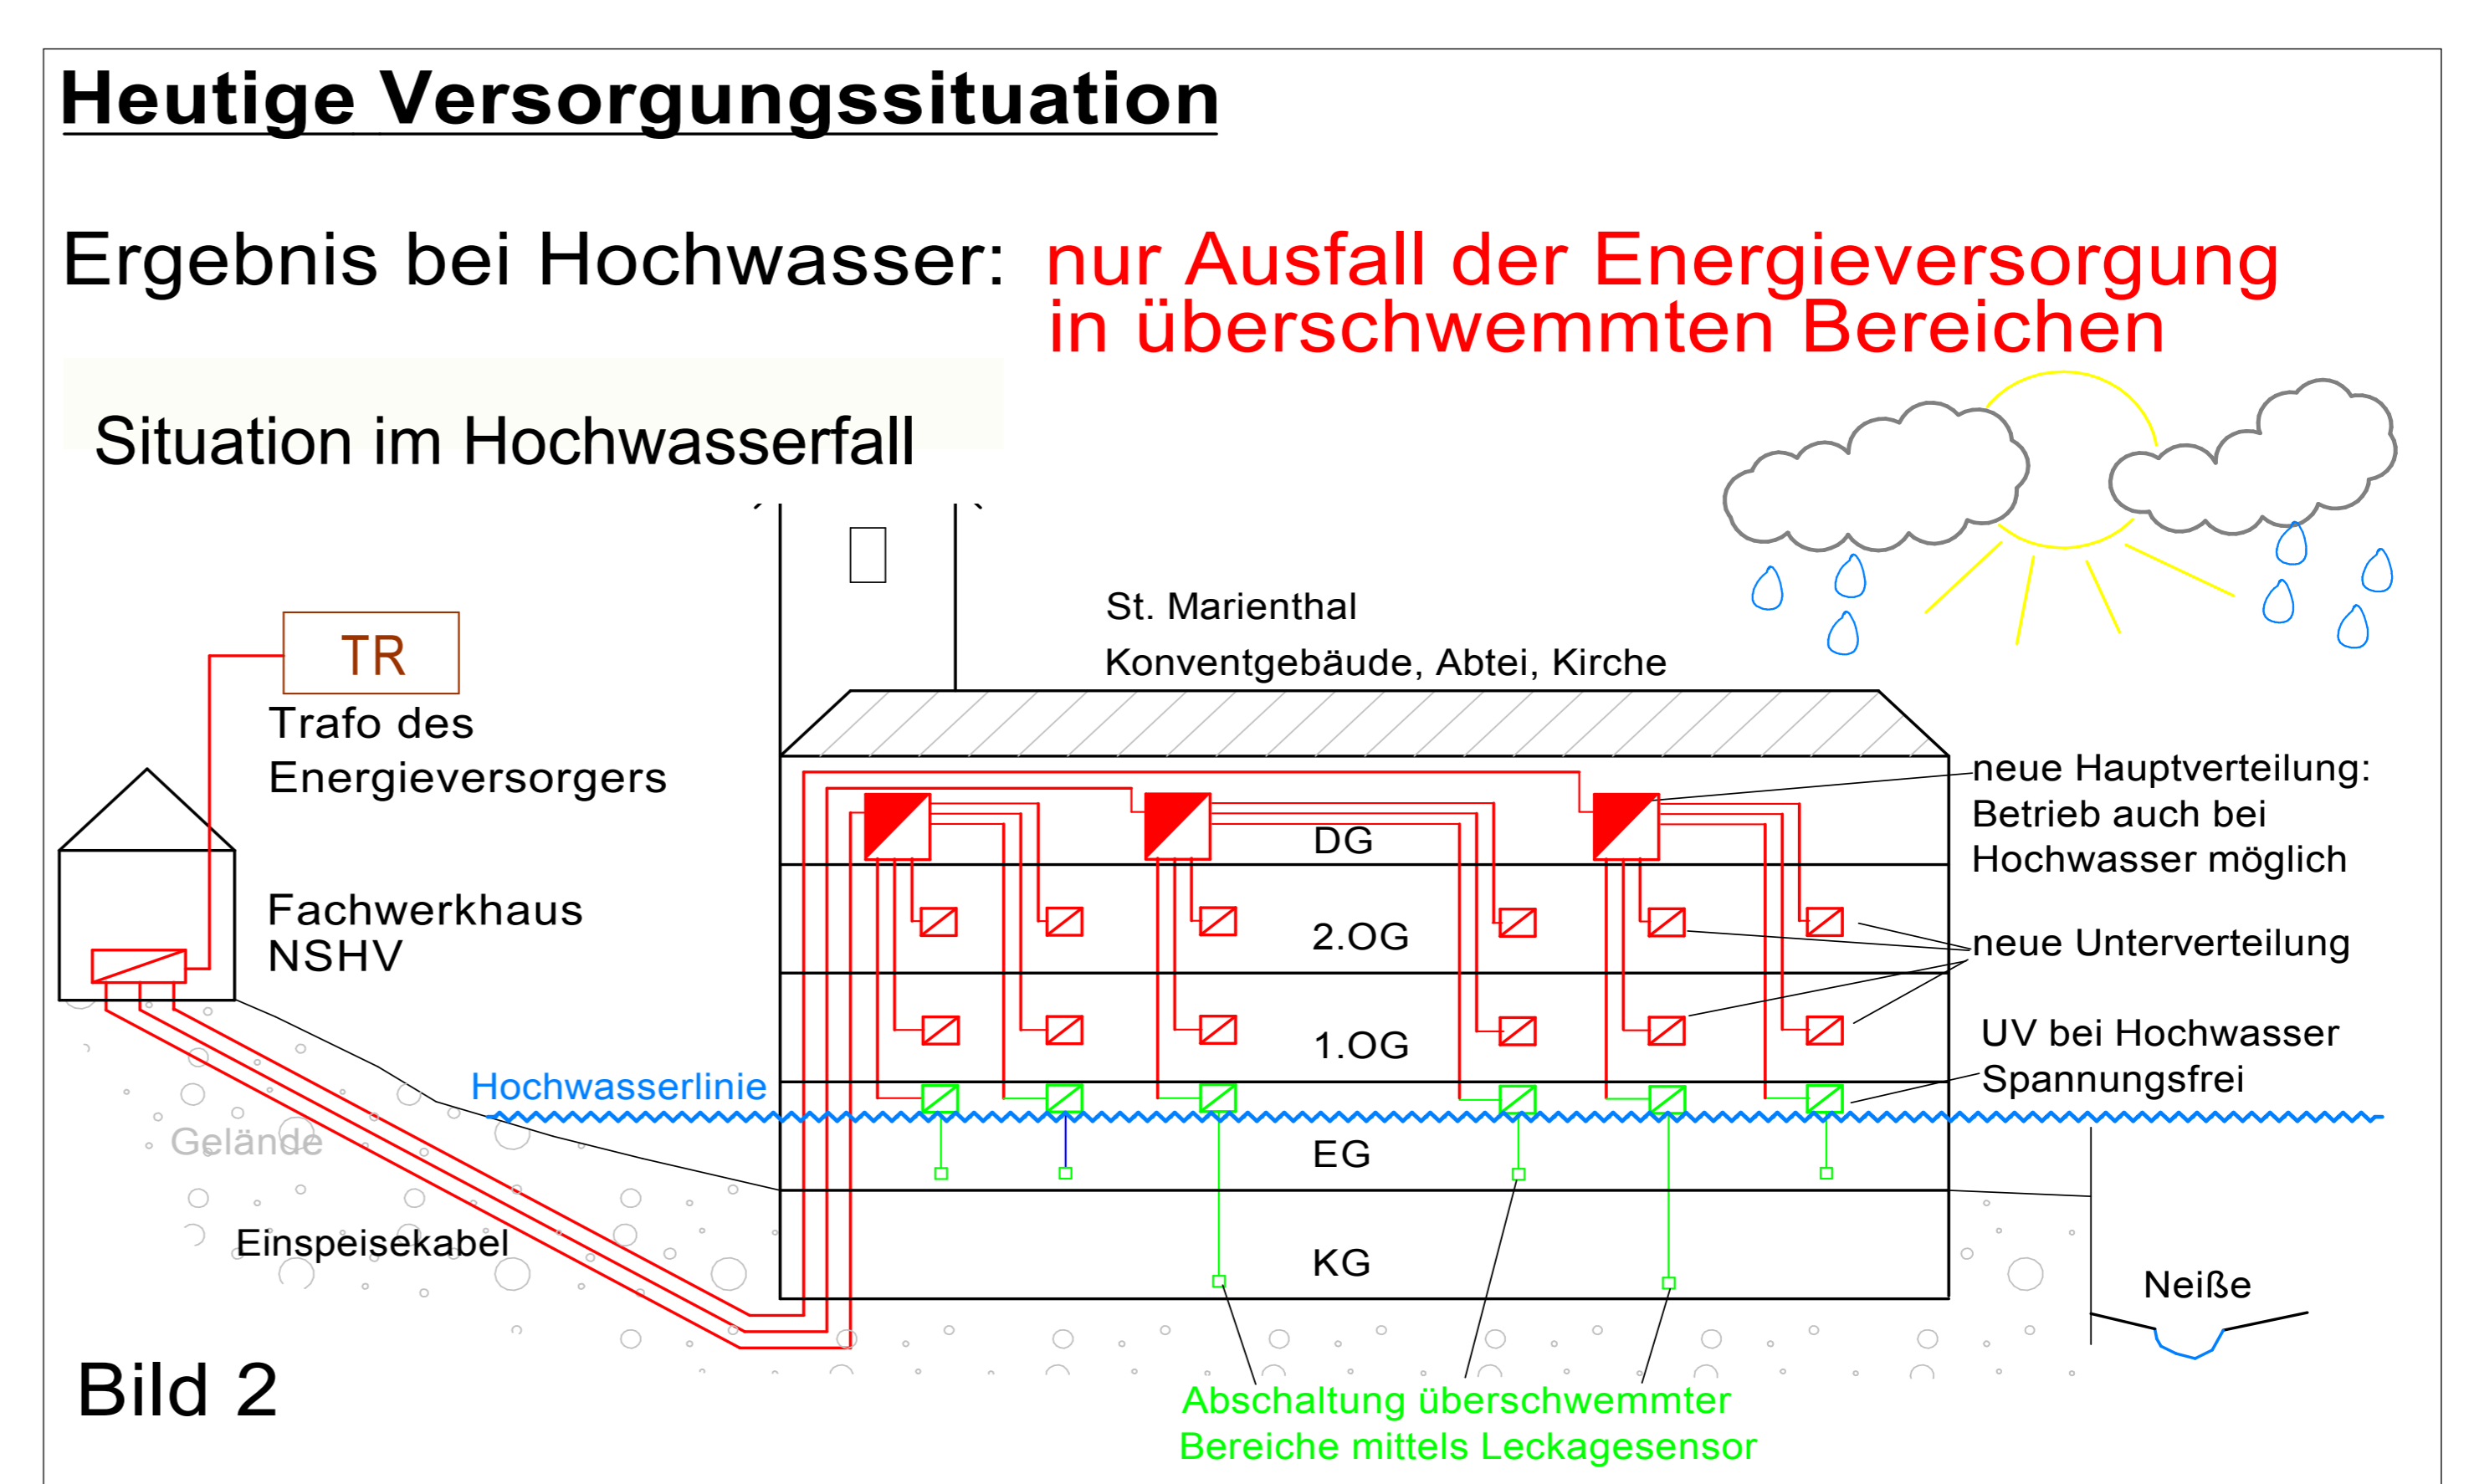 Heutige Versorgungssituation
Ergebnis bei Hochwasser: nur Ausfall der Energieversorgung
in überschwemmten Bereichen
Situation im Hochwasserfall
St. Marienthal
Konventgebäude, Abtei, Kirche
TR
Trafo des
Energieversorgers
Fachwerkhaus
NSHV
neue Hauptverteilung:
Betrieb auch bei
Hochwasser möglich
DG
2.OG
neue Unterverteilung
1.OG
UV bei Hochwasser
Spannungsfrei
Hochwasserlinie
Gelände
EG
Einspeisekabel
KG
Neiße
Bild 2
Abschaltung überschwemmter
Bereiche mittels Leckagesensor